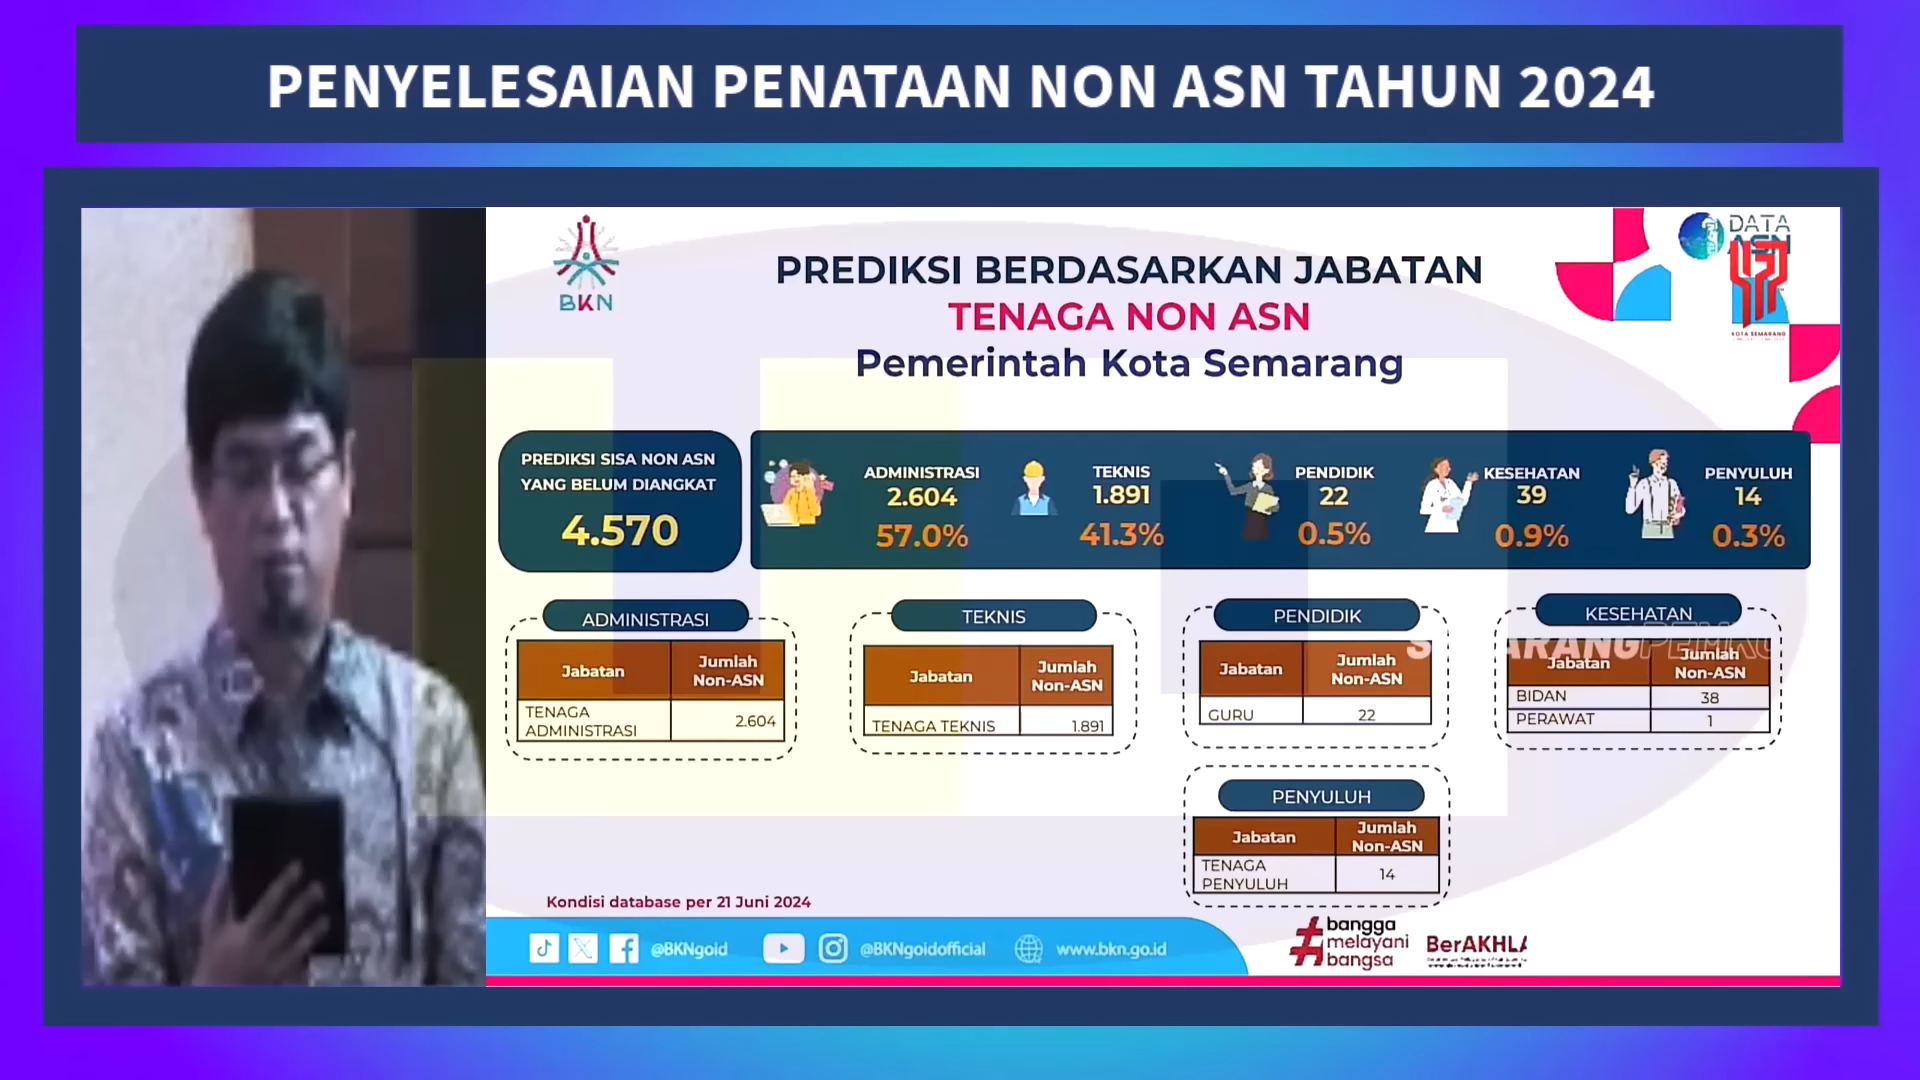 PENYELESAIAN PENATAAN NON ASN TAHUN 2024
BKN
DATA
ASN
KOTA SEMARANG
PREDIKSI BERDASARKAN JABATAN
TENAGA NON ASN
Pemerintah Kota Semarang
PREDIKSI SISA NON ASN
YANG BELUM DIANGKAT
4.570
ADMINISTRASI
2.604
57.0%
TEKNIS
1.891
41.3%
PENDIDIK
22
0.5%
KESEHATAN
39
0.9%
PENYULUH
14
0.3%
ADMINISTRASI
Jabatan
Jumlah
Non-ASN
TENAGA
ADMINISTRASI
2.604
TEKNIS
Jabatan
Jumlah
Non-ASN
TENAGA TEKNIS
1.891
PENDIDIK
Jabatan
Jumlah
Non-ASN
GURU
22
KESEHATAN
Jabatan
Jumlah
Non-ASN
BIDAN
38
PERAWAT
1
PENYULUH
Jabatan
Jumlah
Non-ASN
TENAGA
PENYULUH
14
Kondisi database per 21 Juni 2024
@BKNgoid
@BKNgoidofficial
www.bkn.go.id
#
bangga
melayani
bangsa
BerAKHLA